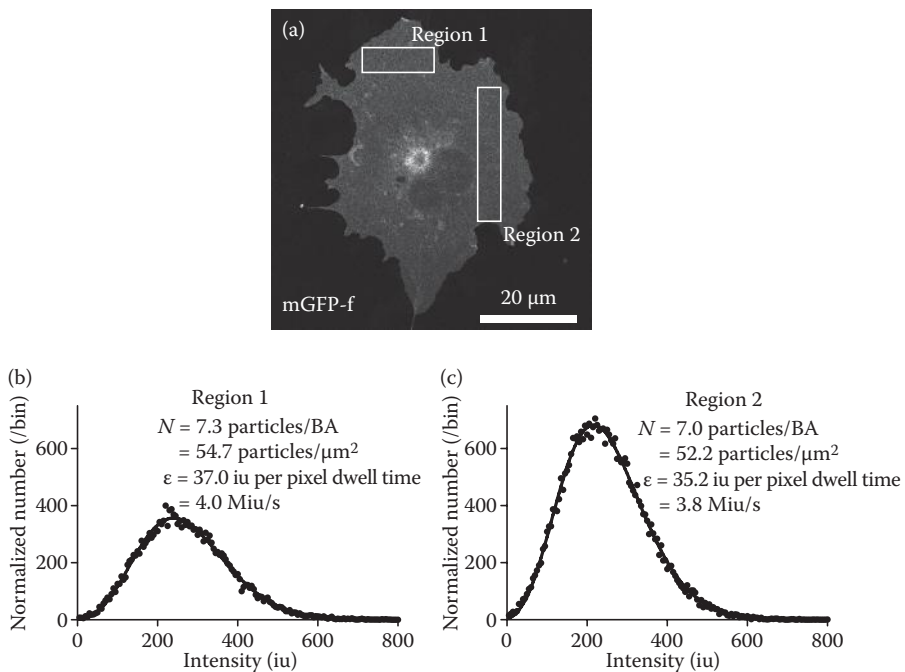 (a)
Region 1
Region 2
mGFP-f
20 µm
(b)
Region 1
N = 7.3 particles/BA
= 54.7 particles/µm²
ε = 37.0 iu per pixel dwell time
= 4.0 Miu/s
Normalized number (/bin)
600
400
200
0
0 200 400 600 800
Intensity (iu)
(c)
Region 2
N = 7.0 particles/BA
= 52.2 particles/µm²
ε = 35.2 iu per pixel dwell time
= 3.8 Miu/s
Normalized number (/bin)
600
400
200
0
0 200 400 600 800
Intensity (iu)